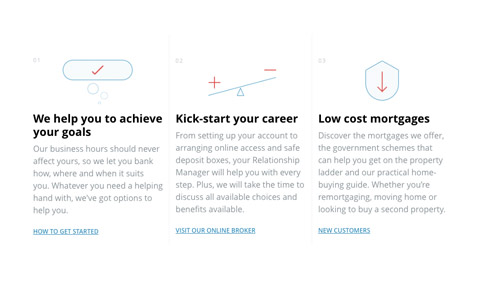 0.1
We help you to achieve
your goals
Our business hours should never
affect yours, so we let you bank
how, where and when it suits
you. Whatever you need a helping
hand with, we've got options to
help you.
HOW TO GET STARTED
0.2
Kick-start your career
From setting up your account to
arranging online access and safe
deposit boxes, your Relationship
Manager will help you with every
step. Plus, we will take the time to
discuss all available choices and
benefits available.
VISIT OUR ONLINE BROKER
0.3
Low cost mortgages
Discover the mortgages we offer,
the government schemes that
can help you get on the property
ladder and our practical home-
buying guide. Whether you're
remortgaging, moving home or
looking to buy a second property.
NEW CUSTOMERS